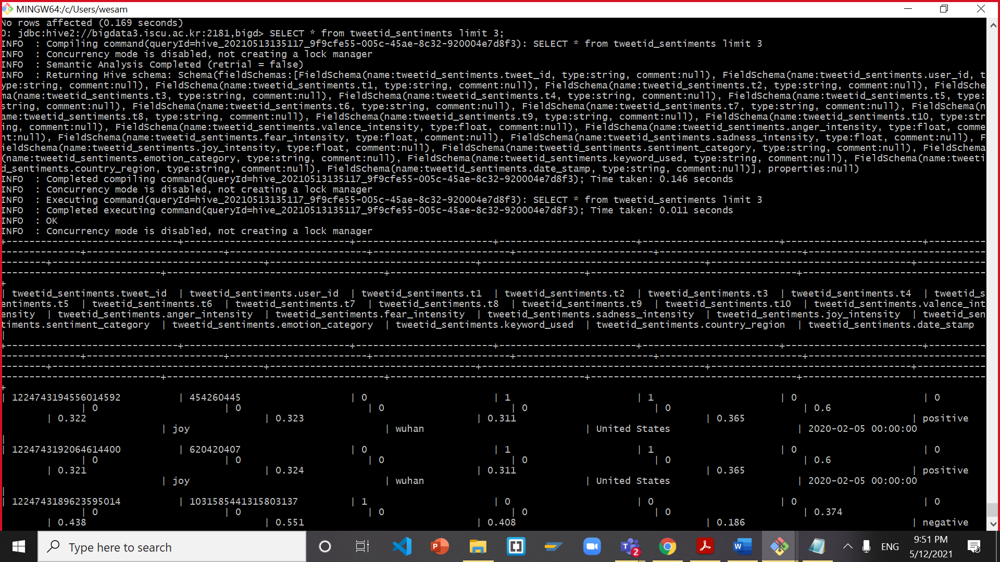 MINGW64:/c/Users/wesam
No rows affected (0.169 seconds)
0: jdbc:hive2://bigdata3.iscu.ac.kr:2181,bigd> SELECT * from tweetid_sentiments limit 3;
INFO  : Compiling command(queryId=hive_20210513135117_9f9cfe55-005c-45ae-8c32-920004e7d8f3): SELECT * from tweetid_sentiments limit 3
INFO  : Concurrency mode is disabled, not creating a lock manager
INFO  : Semantic Analysis Completed (retrial = false)
INFO  : Returning Hive schema: Schema(fieldSchemas:[FieldSchema(name:tweetid_sentiments.tweet_id, type:string, comment:null), FieldSchema(name:tweetid_sentiments.user_id, t
ype:string, comment:null), FieldSchema(name:tweetid_sentiments.t1, type:string, comment:null), FieldSchema(name:tweetid_sentiments.t2, type:string, comment:null), FieldSche
ma(name:tweetid_sentiments.t3, type:string, comment:null), FieldSchema(name:tweetid_sentiments.t4, type:string, comment:null), FieldSchema(name:tweetid_sentiments.t5, type:
string, comment:null), FieldSchema(name:tweetid_sentiments.t6, type:string, comment:null), FieldSchema(name:tweetid_sentiments.t7, type:string, comment:null), FieldSchema(n
ame:tweetid_sentiments.t8, type:string, comment:null), FieldSchema(name:tweetid_sentiments.t9, type:string, comment:null), FieldSchema(name:tweetid_sentiments.t10, type:str
ing, comment:null), FieldSchema(name:tweetid_sentiments.valence_intensity, type:float, comment:null), FieldSchema(name:tweetid_sentiments.anger_intensity, type:float, comme
nt:null), FieldSchema(name:tweetid_sentiments.fear_intensity, type:float, comment:null), FieldSchema(name:tweetid_sentiments.sadness_intensity, type:float, comment:null), F
ieldSchema(name:tweetid_sentiments.joy_intensity, type:float, comment:null), FieldSchema(name:tweetid_sentiments.sentiment_category, type:string, comment:null), FieldSchema
(name:tweetid_sentiments.emotion_category, type:string, comment:null), FieldSchema(name:tweetid_sentiments.keyword_used, type:string, comment:null), FieldSchema(name:tweeti
d_sentiments.country_region, type:string, comment:null), FieldSchema(name:tweetid_sentiments.date_stamp, type:string, comment:null)], properties:null)
INFO  : Completed compiling command(queryId=hive_20210513135117_9f9cfe55-005c-45ae-8c32-920004e7d8f3); Time taken: 0.146 seconds
INFO  : Concurrency mode is disabled, not creating a lock manager
INFO  : Executing command(queryId=hive_20210513135117_9f9cfe55-005c-45ae-8c32-920004e7d8f3): SELECT * from tweetid_sentiments limit 3
INFO  : Completed executing command(queryId=hive_20210513135117_9f9cfe55-005c-45ae-8c32-920004e7d8f3); Time taken: 0.011 seconds
INFO  : OK
INFO  : Concurrency mode is disabled, not creating a lock manager
| tweetid_sentiments.tweet_id  | tweetid_sentiments.user_id  | tweetid_sentiments.t1  | tweetid_sentiments.t2  | tweetid_sentiments.t3  | tweetid_sentiments.t4  | tweetid_s
entiments.t5  | tweetid_sentiments.t6  | tweetid_sentiments.t7  | tweetid_sentiments.t8  | tweetid_sentiments.t9  | tweetid_sentiments.t10  | tweetid_sentiments.valence_int
ensity  | tweetid_sentiments.anger_intensity  | tweetid_sentiments.fear_intensity  | tweetid_sentiments.sadness_intensity  | tweetid_sentiments.joy_intensity  | tweetid_sen
timents.sentiment_category  | tweetid_sentiments.emotion_category  | tweetid_sentiments.keyword_used  | tweetid_sentiments.country_region  | tweetid_sentiments.date_stamp
|
| 1224743194556014592 | 454260445 | 0 | 1 | 1 | 0 | 0
| 0 | 0 | 0 | 0 | 0 | 0.6
| 0.322 | 0.323 | 0.311 | 0.365 | positive
| joy | wuhan | United States | 2020-02-05 00:00:00
|
| 1224743192064614400 | 620420407 | 0 | 1 | 1 | 0 | 0
| 0 | 0 | 0 | 0 | 0 | 0.6
| 0.321 | 0.324 | 0.311 | 0.365 | positive
| joy | wuhan | United States | 2020-02-05 00:00:00
|
| 1224743189623595014 | 1031585441315803137 | 1 | 0 | 0 | 0 | 0
| 0 | 0 | 0 | 0 | 0 | 0.374
| 0.438 | 0.551 | 0.408 | 0.186 | negative
Type here to search
2
ENG
9:51 PM
5/12/2021